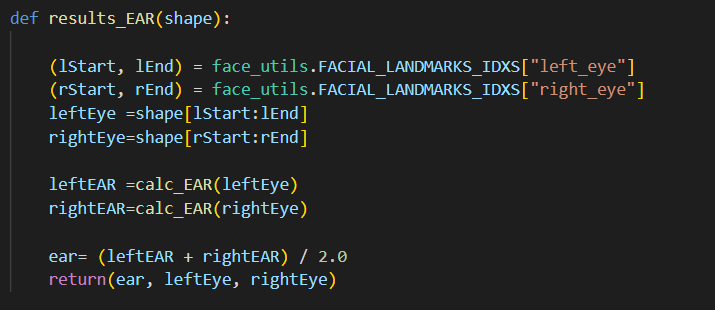 def results_EAR(shape):
(lStart, lEnd) = face_utils.FACIAL_LANDMARKS_IDXS["left_eye"]
(rStart, rEnd) = face_utils.FACIAL_LANDMARKS_IDXS["right_eye"]
leftEye =shape[lStart:lEnd]
rightEye=shape[rStart:rEnd]
leftEAR =calc_EAR(leftEye)
rightEAR=calc_EAR(rightEye)
ear= (leftEAR + rightEAR) / 2.0
return(ear, leftEye, rightEye)